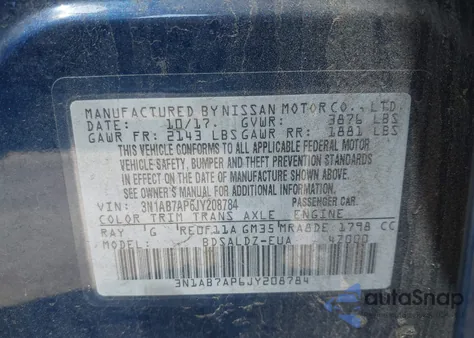 MANUFACTURED BY NISSAN MOTOR CO., LTD.
DATE: 10/17 GVWR: 3876 LBS
GAWR FR: 2143 LBS GAWR RR: 1881 LBS
THIS VEHICLE CONFORMS TO ALL APPLICABLE FEDERAL MOTOR
VEHICLE SAFETY, BUMPER AND THEFT PREVENTION STANDARDS
IN EFFECT ON THE DATE OF MANUFACTURE SHOWN ABOVE.
SEE OWNER'S MANUAL FOR ADDITIONAL INFORMATION
VIN: 3N1AB7AP6JY208784 PASSENGER CAR.
COLOR TRIM TRANS AXLE ENGINE
RAY G RE0F11A GM35 MRA8DE 1798 CC
MODEL: BDSALDZ-EUA 47000
3N1AB7AP6JY208784
autoSnap